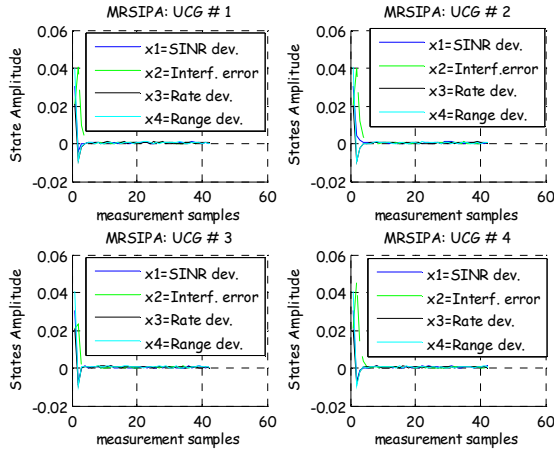 MRSIPA: UCG # 1
State Amplitude
0.06
0.04
0.02
0
-0.02
x1=SINR dev.
x2=Interf. error
x3=Rate dev.
x4=Range dev.
0
20
40
60
measurement samples
MRSIPA: UCG # 2
States Amplitude
0.06
0.04
0.02
0
-0.02
x1=SINR dev.
x2=Interf.error
x3=Rate dev.
x4=Range dev.
0
20
40
60
measurement samples
MRSIPA: UCG # 3
States Amplitude
0.06
0.04
0.02
0
-0.02
x1=SINR dev.
x2=Interf. error
x3=Rate dev.
x4=Range dev.
0
20
40
60
measurement samples
MRSIPA: UCG # 4
States Amplitude
0.06
0.04
0.02
0
-0.02
x1=SINR dev.
x2=Interf. error
x3=Rate dev.
x4=Range dev.
0
20
40
60
measurement samples